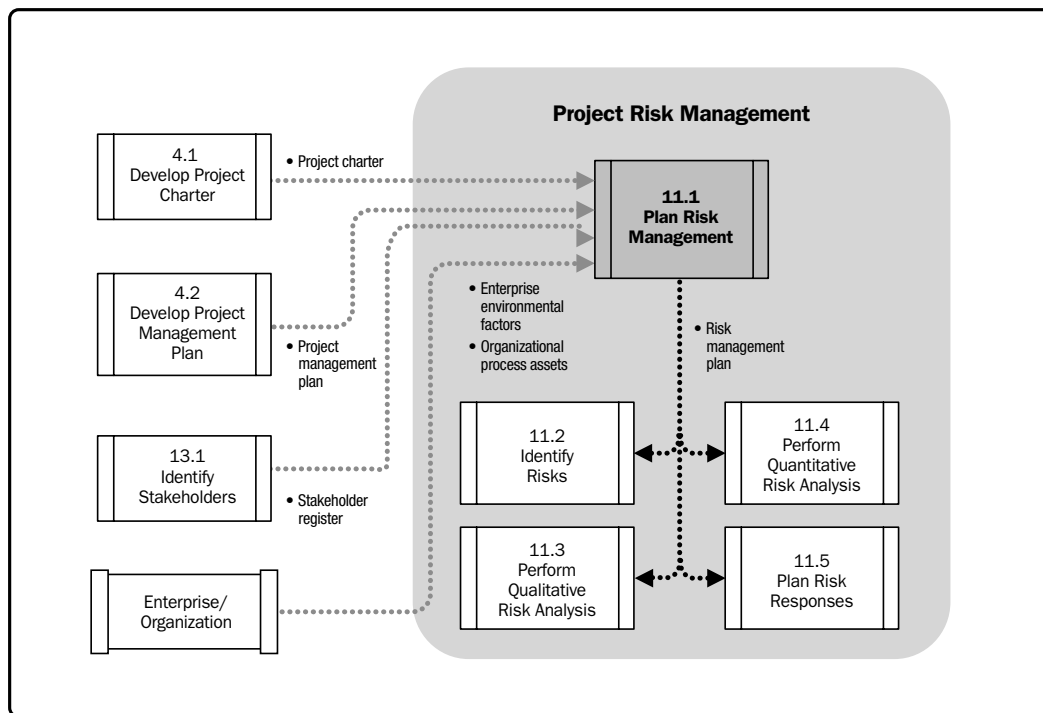 Project Risk Management
4.1
Develop Project
Charter
• Project charter
11.1
Plan Risk
Management
4.2
Develop Project
Management
Plan
• Project
management
plan
• Enterprise
environmental
factors
• Organizational
process assets
• Risk
management
plan
13.1
Identify
Stakeholders
• Stakeholder
register
11.2
Identify
Risks
11.4
Perform
Quantitative
Risk Analysis
11.3
Perform
Qualitative
Risk Analysis
11.5
Plan Risk
Responses
Enterprise/
Organization